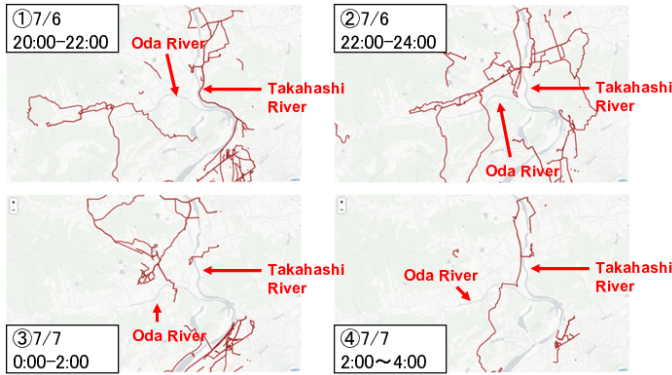 ①7/6
20:00-22:00
Oda River
Takahashi
River
②7/6
22:00-24:00
Takahashi
River
Oda River
③7/7
0:00-2:00
Takahashi
River
Oda River
④7/7
2:00～4:00
Oda River
Takahashi
River